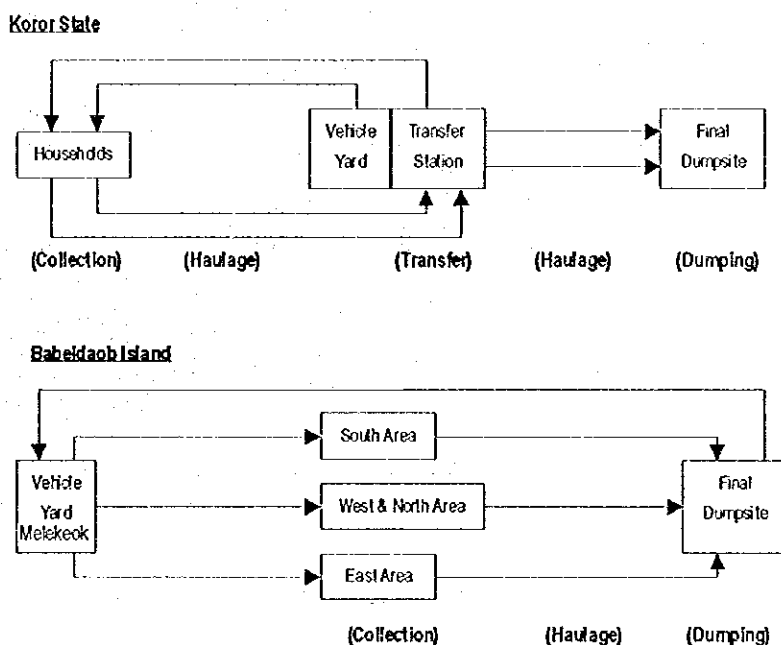 Koror State
Households
Vehicle
Yard
Transfer
Station
Final
Dumpsite
(Collection) (Haulage) (Transfer) (Haulage) (Dumping)
Babeldaob Island
South Area
Vehicle
Yard
Melekeok
West & North Area
Final
Dumpsite
East Area
(Collection) (Haulage) (Dumping)